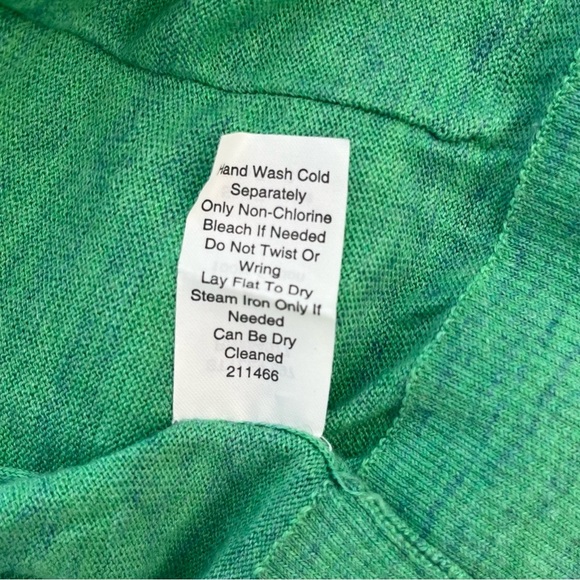 Hand Wash Cold
Separately
Only Non-Chlorine
Bleach If Needed
Do Not Twist Or
Wring
Lay Flat To Dry
Steam Iron Only If
Needed
Can Be Dry
Cleaned
211466